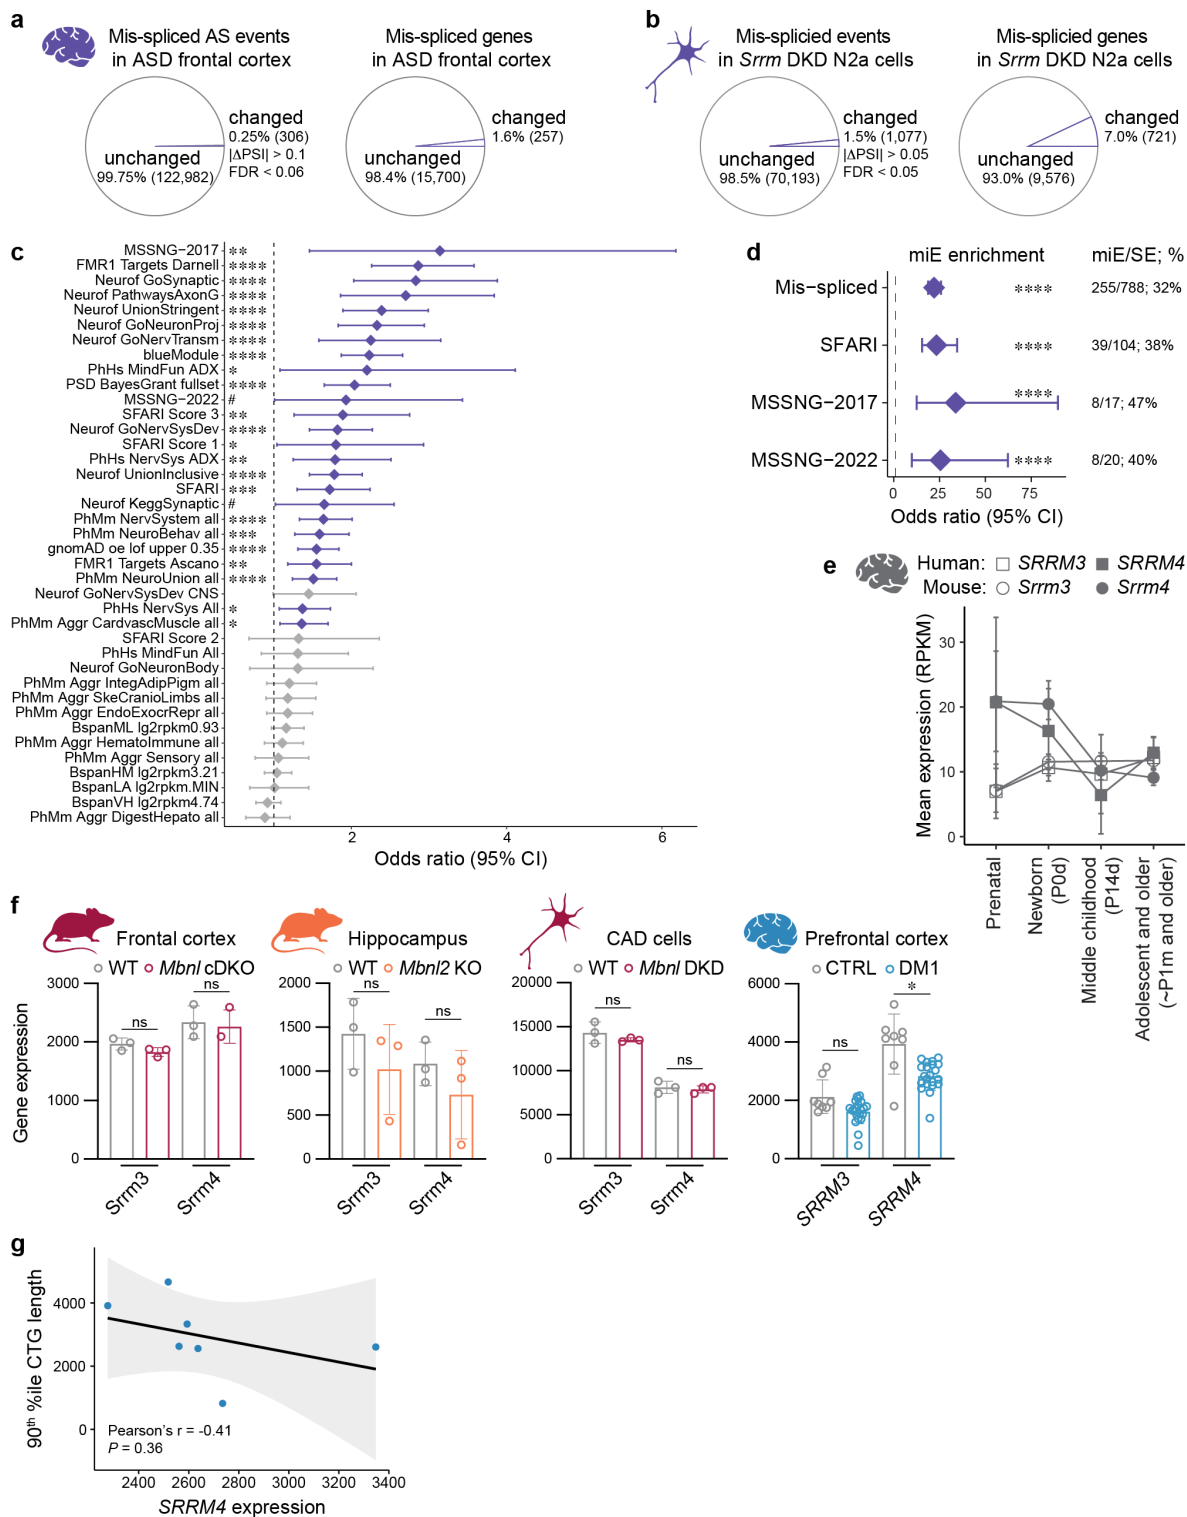 a
Mis-spliced AS events
in ASD frontal cortex
changed
0.25% (306)
|ΔPSI| > 0.1
FDR < 0.06
unchanged
99.75% (122,982)
Mis-spliced genes
in ASD frontal cortex
changed
1.6% (257)
unchanged
98.4% (15,700)
b
Mis-splicied events
in Srrm DKD N2a cells
changed
1.5% (1,077)
|ΔPSI| > 0.05
FDR < 0.05
unchanged
98.5% (70,193)
Mis-splicied genes
in Srrm DKD N2a cells
changed
7.0% (721)
unchanged
93.0% (9,576)
c
MSSNG−2017 **
FMR1 Targets Darnell ****
Neurof GoSynaptic ****
Neurof PathwaysAxonG ****
Neurof UnionStringent ****
Neurof GoNeuronProj ****
Neurof GoNervTransm ****
blueModule ****
PhHs MindFun ADX *
PSD BayesGrant fullset ****
MSSNG−2022 #
SFARI Score 3 **
Neurof GoNervSysDev ****
SFARI Score 1 *
PhHs NervSys ADX **
Neurof UnionInclusive ****
SFARI ***
Neurof KeggSynaptic #
PhMm NervSystem all ****
PhMm NeuroBehav all ***
gnomAD oe lof upper 0.35 ****
FMR1 Targets Ascano **
PhMm NeuroUnion all ****
Neurof GoNervSysDev CNS
PhHs NervSys All *
PhMm Aggr CardvascMuscle all *
SFARI Score 2
PhHs MindFun All
Neurof GoNeuronBody
PhMm Aggr IntegAdipPigm all
PhMm Aggr SkeCranioLimbs all
PhMm Aggr EndoExocrRepr all
BspanML lg2rpkm0.93
PhMm Aggr HematoImmune all
PhMm Aggr Sensory all
BspanHM lg2rpkm3.21
BspanLA lg2rpkm.MIN
BspanVH lg2rpkm4.74
PhMm Aggr DigestHepato all
2 4 6
Odds ratio (95% CI)
d
miE enrichment miE/SE; %
Mis−spliced **** 255/788; 32%
SFARI **** 39/104; 38%
MSSNG−2017 **** 8/17; 47%
MSSNG−2022 **** 8/20; 40%
0 25 50 75
Odds ratio (95% CI)
e
Human: SRRM3 SRRM4
Mouse: Srrm3 Srrm4
Mean expression (RPKM)
30
20
10
0
Prenatal
Newborn
(P0d)
Middle childhood
(P14d)
Adolescent and older
(~P1m and older)
f
Frontal cortex
WT Mbnl cDKO
Gene expression
3000
2000
1000
0
ns
ns
Srrm3
Srrm4
Hippocampus
WT Mbnl2 KO
2000
1500
1000
500
0
ns
ns
Srrm3
Srrm4
CAD cells
WT Mbnl DKD
20000
15000
10000
5000
0
ns
ns
Srrm3
Srrm4
Prefrontal cortex
CTRL DM1
6000
4000
2000
0
ns
*
SRRM3
SRRM4
g
90th %ile CTG length
4000
2000
0
Pearson's r = -0.41
P = 0.36
2400 2600 2800 3000 3200 3400
SRRM4 expression